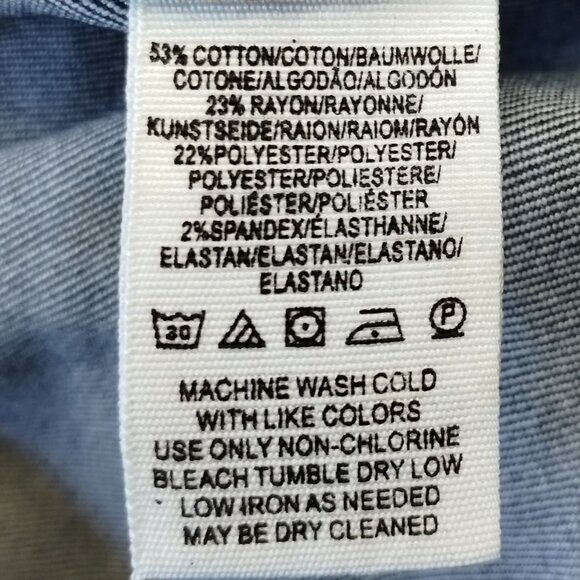 53% COTTON/COTON/BAUMWOLLE/
COTONE/ALGODÃO/ALGODÓN
23% RAYON/RAYONNE/
KUNSTSEIDE/RAION/RAIOM/RAYÓN
22%POLYESTER/POLYESTER/
POLYESTER/POLIESTERE/
POLIÉSTER/POLIÉSTER
2%SPANDEX/ÉLASTHANNE/
ELASTAN/ELASTAN/ELASTANO/
ELASTANO
30 P
MACHINE WASH COLD
WITH LIKE COLORS
USE ONLY NON-CHLORINE
BLEACH TUMBLE DRY LOW
LOW IRON AS NEEDED
MAY BE DRY CLEANED